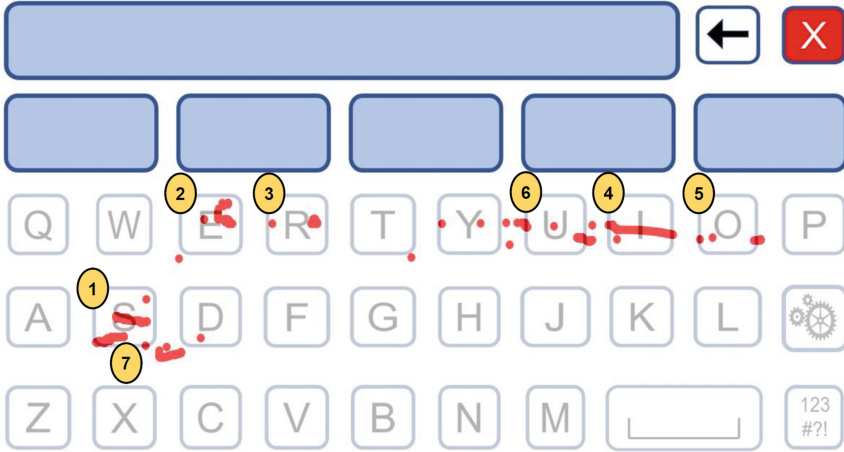 X
2 3 6 4 5
Q W E R T Y U I O P
1
A S D F G H J K L
7
Z X C V B N M 123
#?!